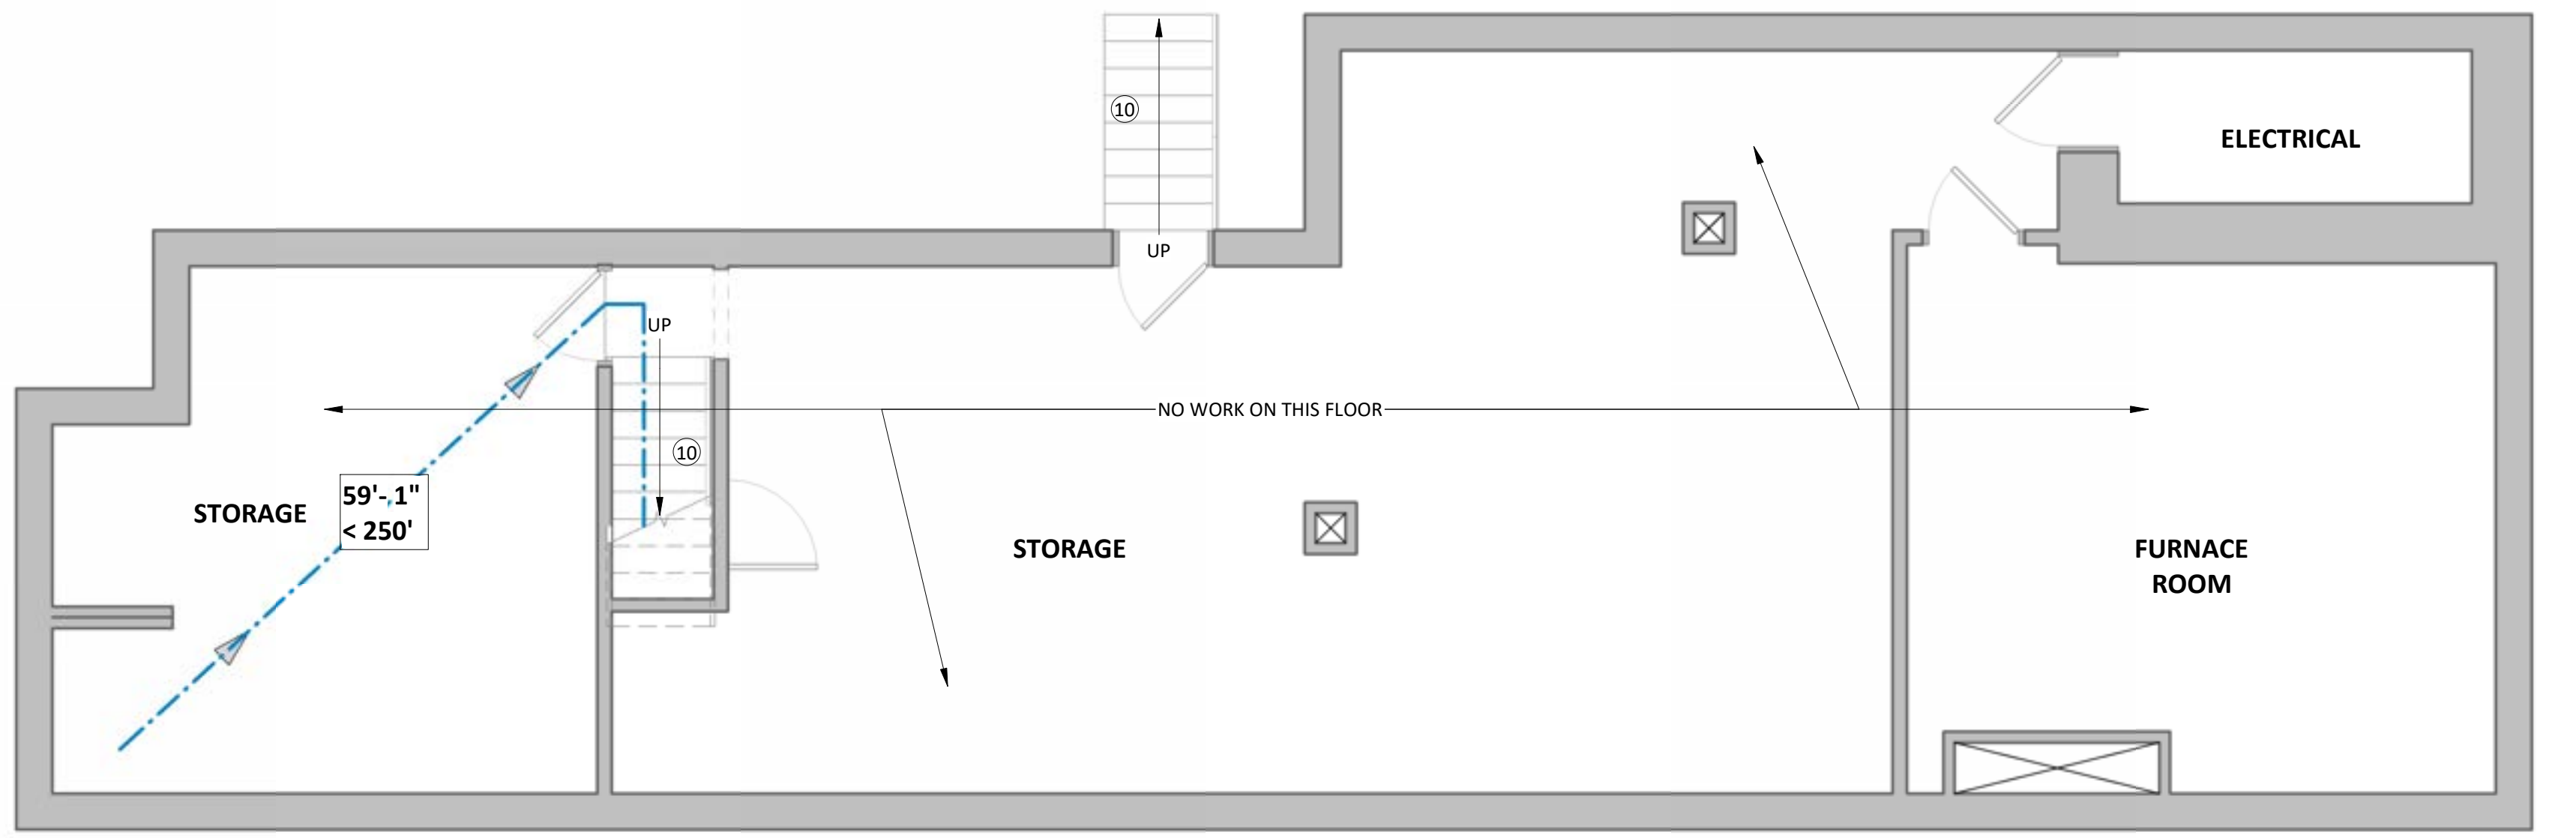 10
ELECTRICAL
UP
UP
NO WORK ON THIS FLOOR
10
59'- 1"
< 250'
STORAGE
STORAGE
FURNACE
ROOM